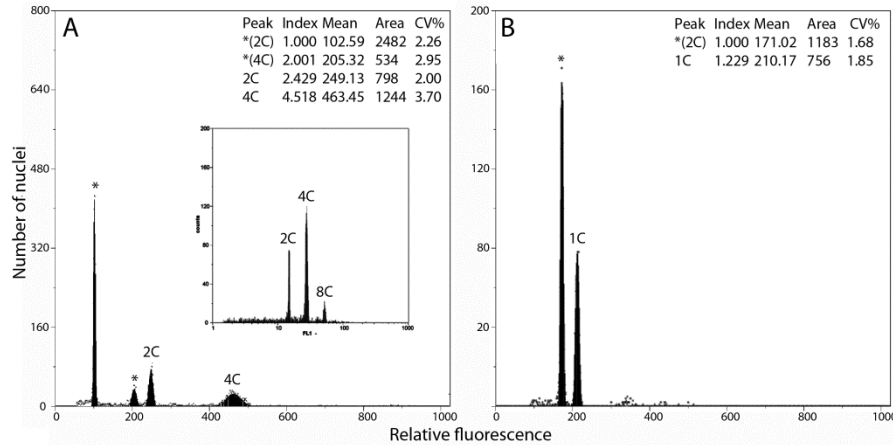 A
Peak Index Mean Area CV%
*(2C) 1.000 102.59 2482 2.26
*(4C) 2.001 205.32 534 2.95
2C 2.429 249.13 798 2.00
4C 4.518 463.45 1244 3.70
800
640
480
320
160
0
Number of nuclei
*
*
2C
4C
0 200 400 600 800 1000
200
160
120
80
40
0
counts
2C
4C
8C
1 10 100 1000
FL1 -
B
Peak Index Mean Area CV%
*(2C) 1.000 171.02 1183 1.68
1C 1.229 210.17 756 1.85
200
160
120
80
20
0
*
1C
0 200 400 600 800 1000
Relative fluorescence